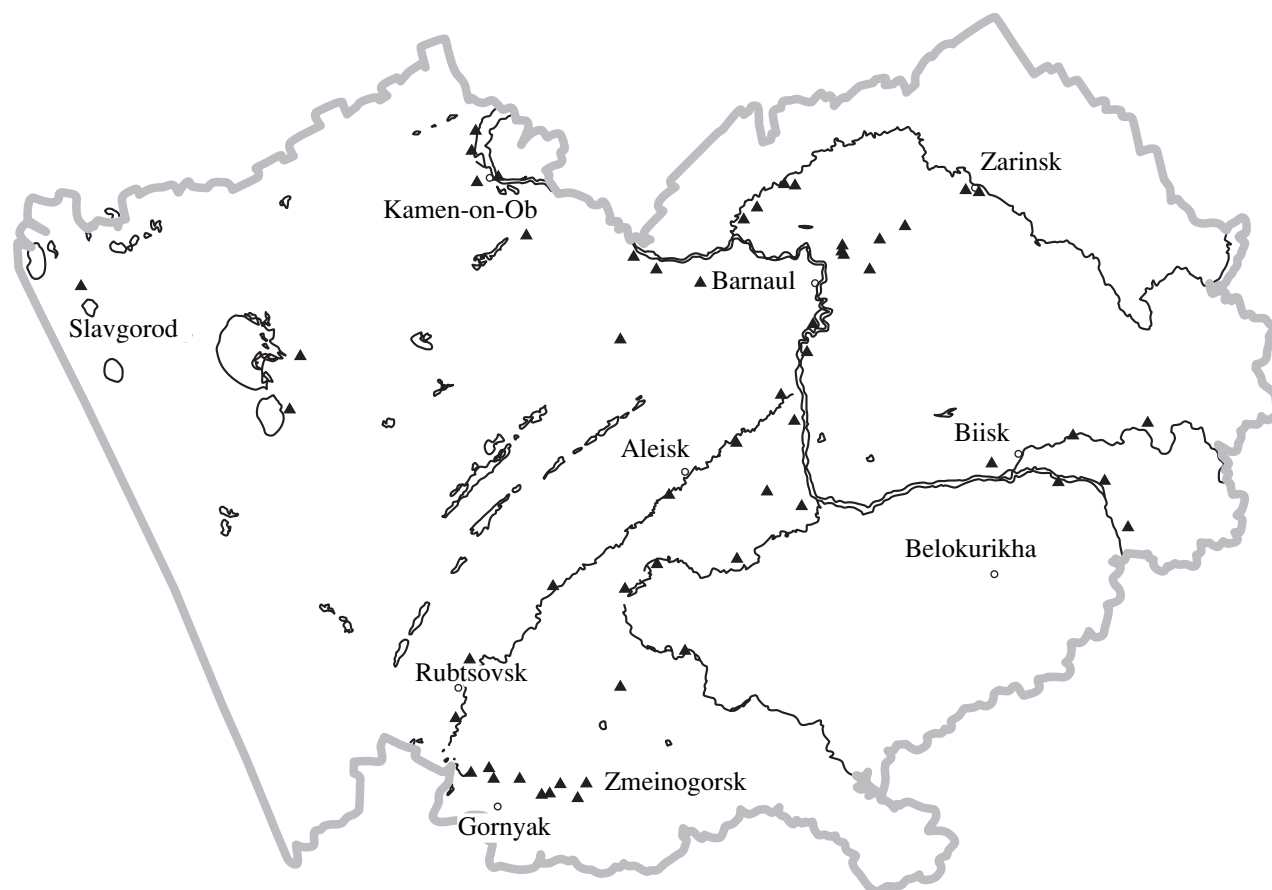 Zarinsk
Kamen-on-Ob
Barnaul
Slavgorod
Biisk
Aleisk
Belokurikha
Rubtsovsk
Zmeinogorsk
Gornyak